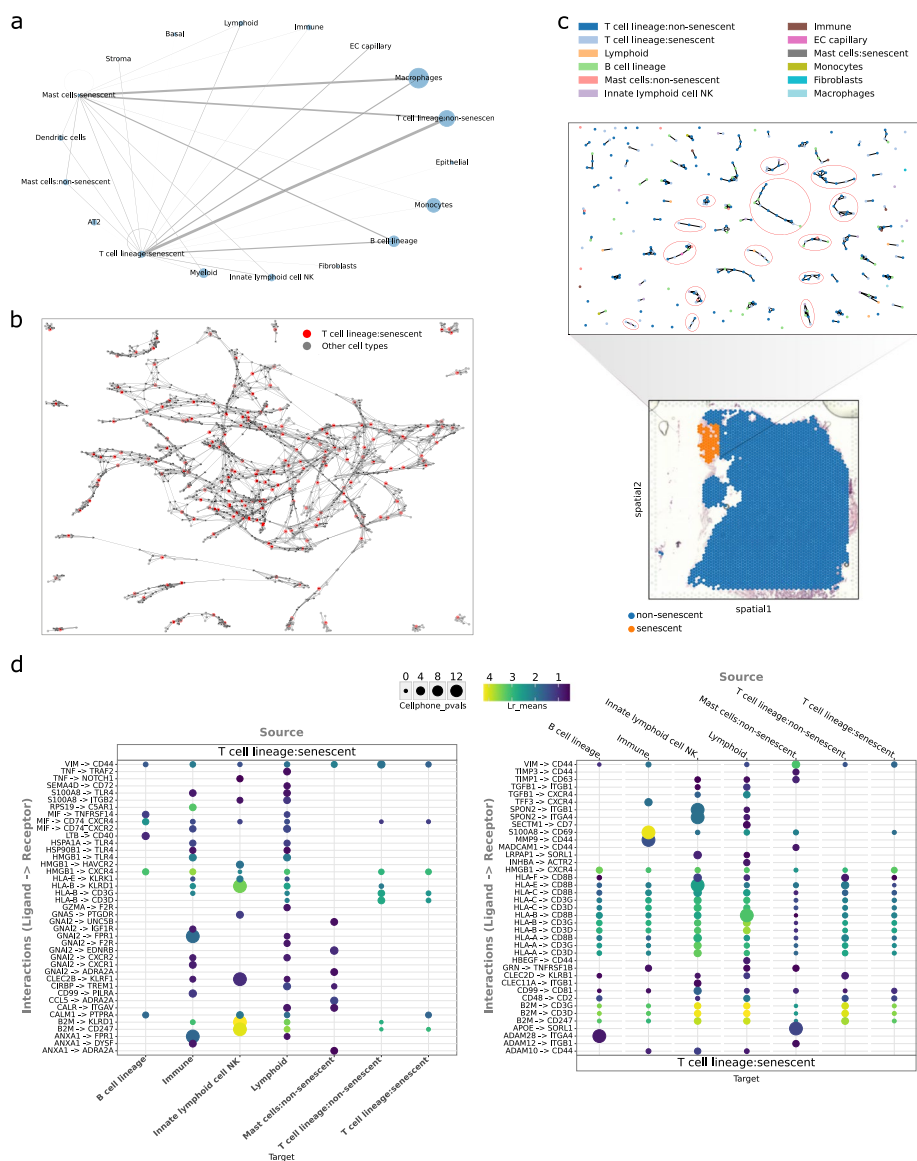 a
Lymphoid
Immune
Basal
EC capillary
Stroma
Macrophages
Mast cells:senescent
T cell lineage:non-senescen
Dendritic cells
Epithelial
Mast cells:non-senescent
Monocytes
AT2
B cell lineage
T cell lineage:senescent
Fibroblasts
Myeloid
Innate lymphoid cell NK
b
T cell lineage:senescent
Other cell types
c
T cell lineage:non-senescent
T cell lineage:senescent
Lymphoid
B cell lineage
Mast cells:non-senescent
Innate lymphoid cell NK
Immune
EC capillary
Mast cells:senescent
Monocytes
Fibroblasts
Macrophages
spatial2
spatial1
non-senescent
senescent
d
0 4 8 12
Cellphone_pvals
4 3 2 1
Lr_means
Source
T cell lineage:senescent
Interactions (Ligand -> Receptor)
VIM -> CD44
TNF -> TRAF2
TNF -> NOTCH1
SEMA4D -> CD72
S100A8 -> TLR4
S100A8 -> ITGB2
RPS19 -> C5AR1
MIF -> TNFRSF14
MIF -> CD74_CXCR4
MIF -> CD74_CXCR2
LTB -> CD40
HSPA1A -> TLR4
HSP90B1 -> TLR4
HMGB1 -> TLR4
HMGB1 -> HAVCR2
HMGB1 -> CXCR4
HLA-E -> KLRK1
HLA-B -> KLRD1
HLA-B -> CD3G
HLA-B -> CD3D
GZMA -> F2R
GNAS -> PTGDR
GNAI2 -> UNC5B
GNAI2 -> IGF1R
GNAI2 -> FPR1
GNAI2 -> F2R
GNAI2 -> EDNRB
GNAI2 -> CXCR2
GNAI2 -> CXCR1
GNAI2 -> ADRA2A
CLEC2B -> KLRF1
CIRBP -> TREM1
CD99 -> PILRA
CCL5 -> ADRA2A
CALR -> ITGAV
CALM1 -> PTPRA
B2M -> KLRD1
B2M -> CD247
ANXA1 -> FPR1
ANXA1 -> DYSF
ANXA1 -> ADRA2A
B cell lineage
Immune
Innate lymphoid cell NK
Lymphoid
Mast cells:non-senescent
T cell lineage:non-senescent
T cell lineage:senescent
Target
Source
B cell lineage
Immune
Innate lymphoid cell NK
Lymphoid
Mast cells:non-senescent
T cell lineage:non-senescent
T cell lineage:senescent
Interactions (Ligand -> Receptor)
VIM -> CD44
TIMP3 -> CD44
TIMP1 -> CD63
TGFB1 -> ITGB1
TGFB1 -> CXCR4
TFF3 -> CXCR4
SPON2 -> ITGB1
SPON2 -> ITGA4
SECTM1 -> CD7
S100A8 -> CD69
MMP9 -> CD44
MADCAM1 -> CD44
LRPAP1 -> SORL1
INHBA -> ACTR2
HMGB1 -> CXCR4
HLA-F -> CD8B
HLA-E -> CD8B
HLA-C -> CD8B
HLA-C -> CD3G
HLA-C -> CD3D
HLA-B -> CD8B
HLA-B -> CD3G
HLA-B -> CD3D
HLA-A -> CD8B
HLA-A -> CD3G
HLA-A -> CD3D
HBEGF -> CD44
GRN -> TNFRSF1B
CLEC2D -> KLRB1
CLEC11A -> ITGB1
CD99 -> CD81
CD48 -> CD2
B2M -> CD3G
B2M -> CD3D
B2M -> CD247
APOE -> SORL1
ADAM28 -> ITGA4
ADAM12 -> ITGB1
ADAM10 -> CD44
T cell lineage:senescent
Target